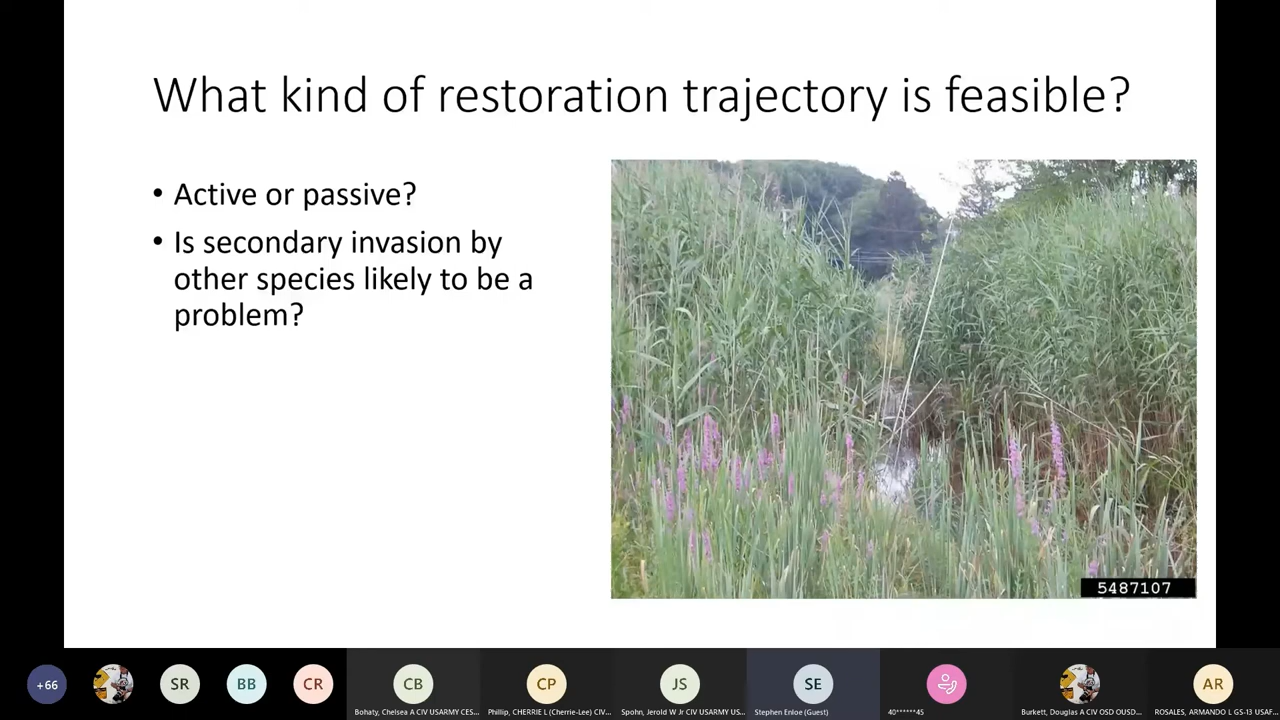 What kind of restoration trajectory is feasible?
• Active or passive?
• Is secondary invasion by
other species likely to be a
problem?
5487107
+66
SR
BB
CR
CB
CP
JS
SE
AR
Bohaty, Chelsea A CIV USARMY CES...
Phillip, CHERRIE L (Cherrie-Lee) CIV...
Spohn, Jerold W Jr CIV USARMY US...
Stephen Enloe (Guest)
40******45
Burkett, Douglas A CIV OSD OUSD...
ROSALES, ARMANDO L GS-13 USAF...